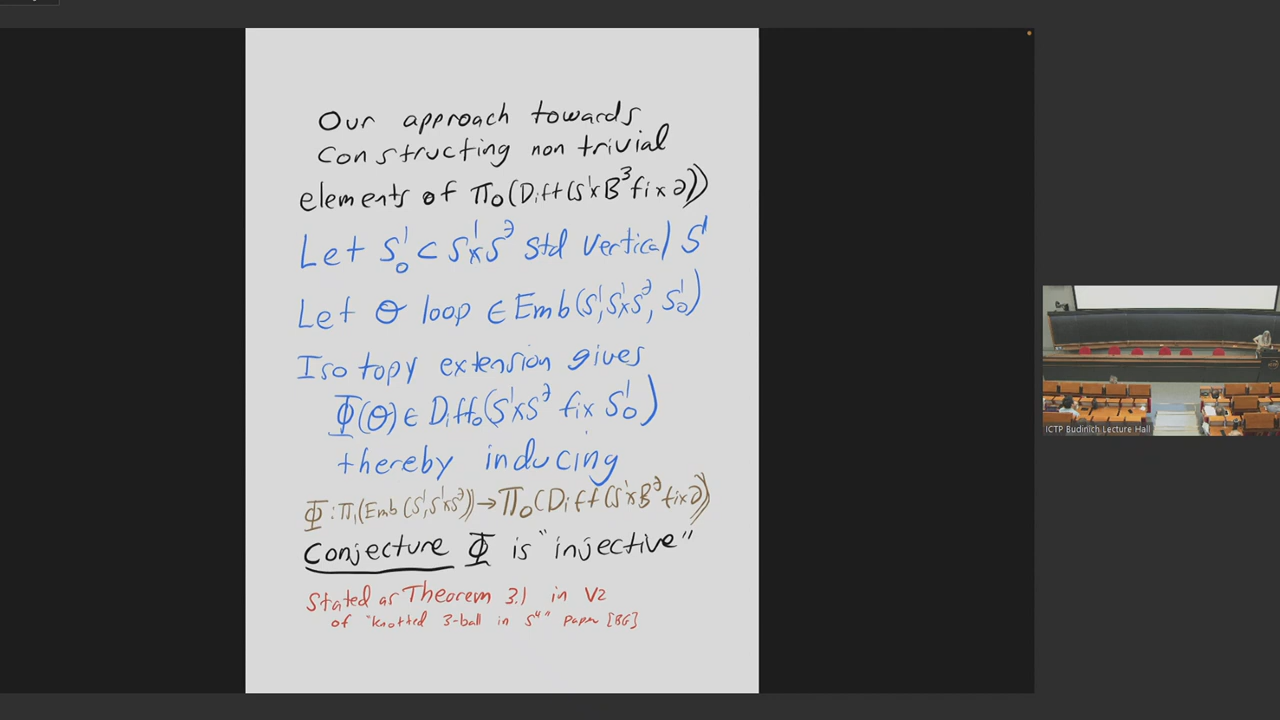 Our approach towards
Constructing non trivial
elements of π₀(Diff(S¹×B³ fix ∂))
Let S¹₀ ⊂ S¹×S³ std vertical S¹
Let θ loop ∈ Emb(S¹, S¹×S³, S¹₀)
Isotopy extension gives
Φ(θ) ∈ Diff₀(S¹×S³ fix S¹₀)
thereby inducing
Φ : π₁(Emb(S¹, S¹×S³)) → π₀(Diff(S¹×B³ fix ∂))
Conjecture Φ is "injective"
Stated as Theorem 3.1 in V2
of "knotted 3-ball in S⁴" paper [BG]
ICTP Budinich Lecture Hall